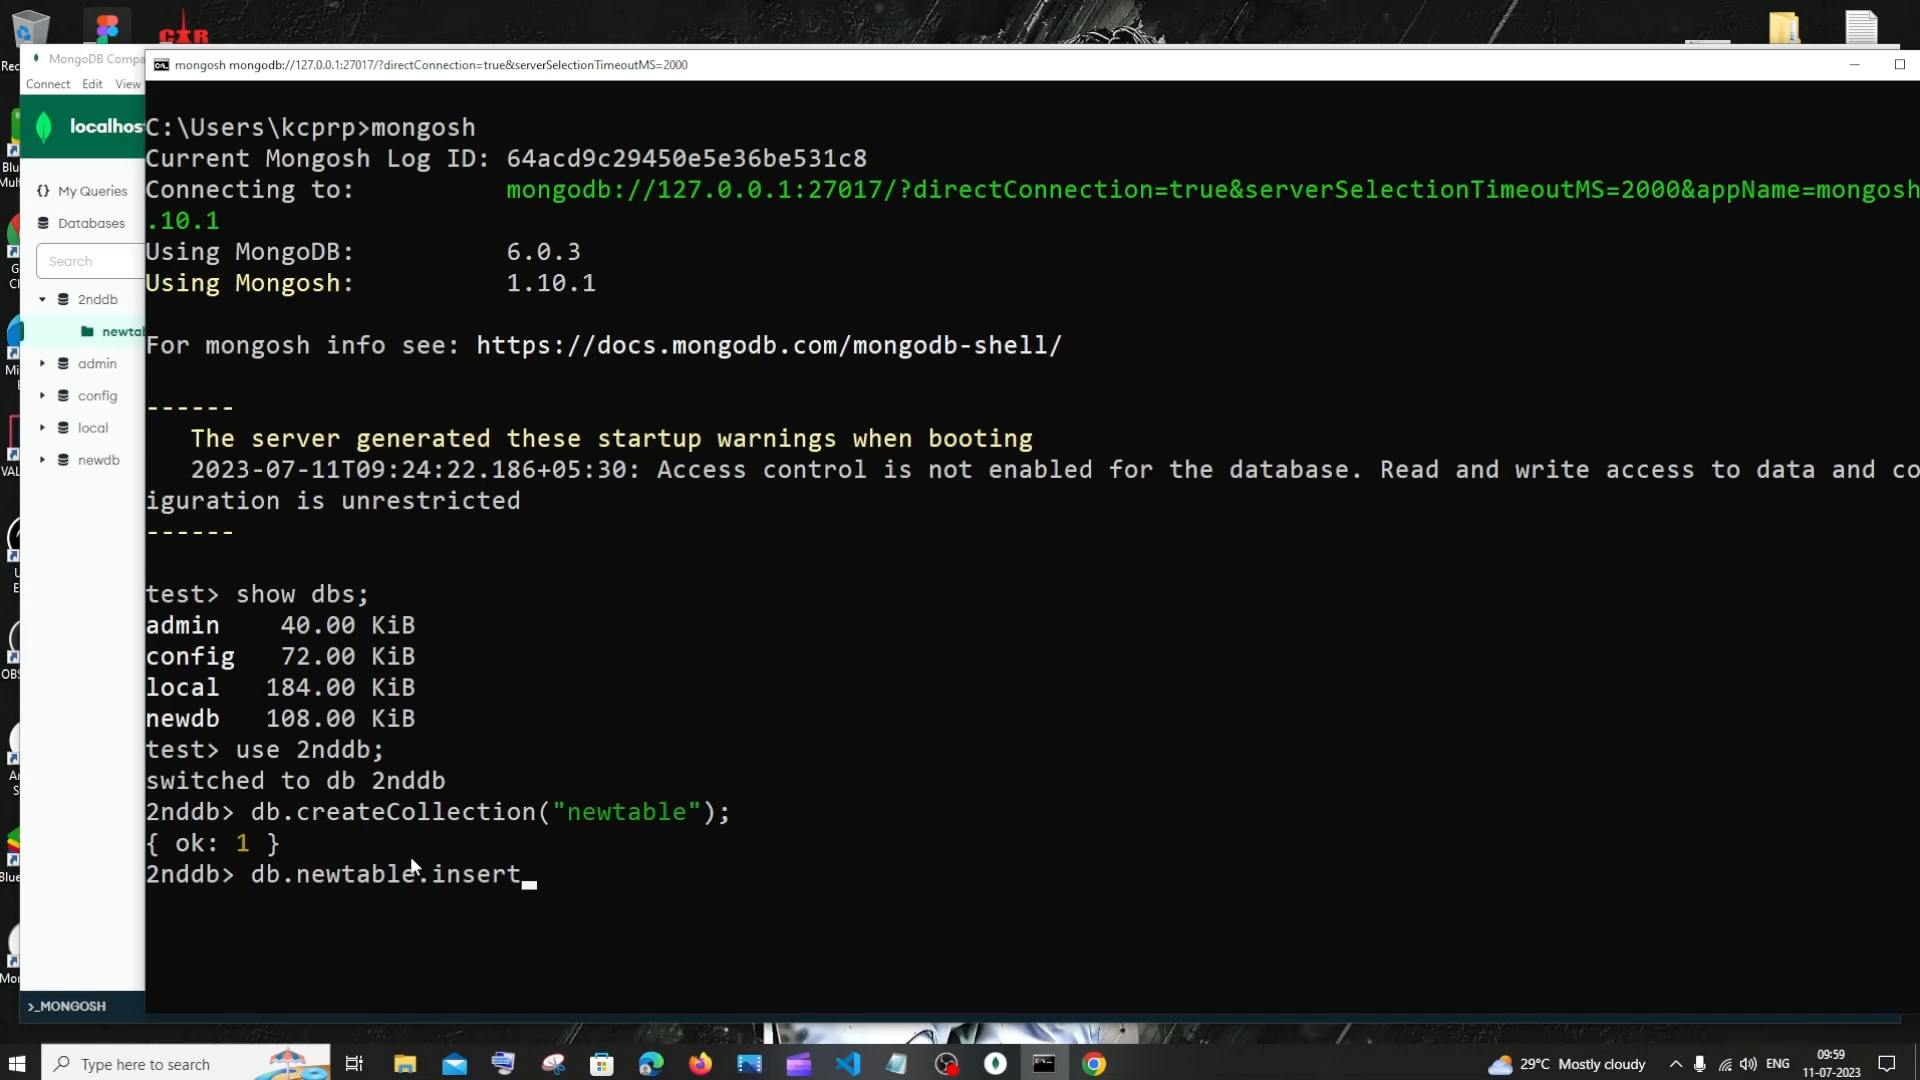 CTR
MongoDB Compa
mongosh mongodb://127.0.0.1:27017/?directConnection=true&serverSelectionTimeoutMS=2000
Connect Edit View
localhos
My Queries
Databases
Search
2nddb
newtab
admin
config
local
newdb
>_MONGOSH
C:\Users\kcprp>mongosh
Current Mongosh Log ID: 64acd9c29450e5e36be531c8
Connecting to: mongodb://127.0.0.1:27017/?directConnection=true&serverSelectionTimeoutMS=2000&appName=mongosh
.10.1
Using MongoDB: 6.0.3
Using Mongosh: 1.10.1
For mongosh info see: https://docs.mongodb.com/mongodb-shell/
------
The server generated these startup warnings when booting
2023-07-11T09:24:22.186+05:30: Access control is not enabled for the database. Read and write access to data and co
iguration is unrestricted
------
test> show dbs;
admin 40.00 KiB
config 72.00 KiB
local 184.00 KiB
newdb 108.00 KiB
test> use 2nddb;
switched to db 2nddb
2nddb> db.createCollection("newtable");
{ ok: 1 }
2nddb> db.newtable.insert_
Type here to search
29°C Mostly cloudy
ENG
09:59
11-07-2023